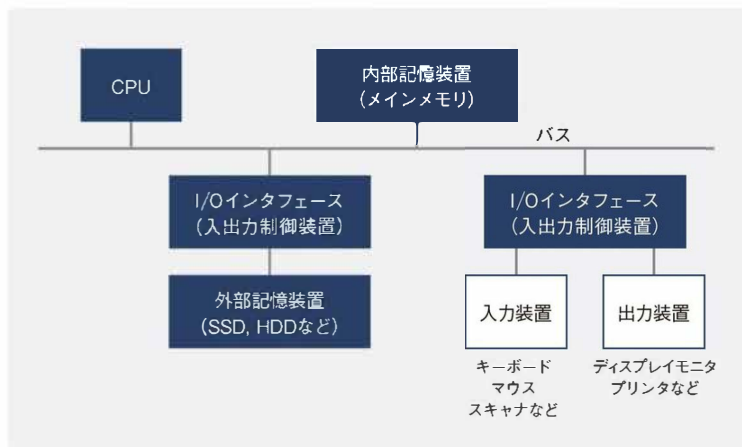 CPU
内部記憶装置
(メインメモリ)
バス
I/Oインタフェース
(入出力制御装置)
I/Oインタフェース
(入出力制御装置)
外部記憶装置
(SSD, HDDなど)
入力装置
出力装置
キーボード
マウス
スキャナなど
ディスプレイモニタ
プリンタなど